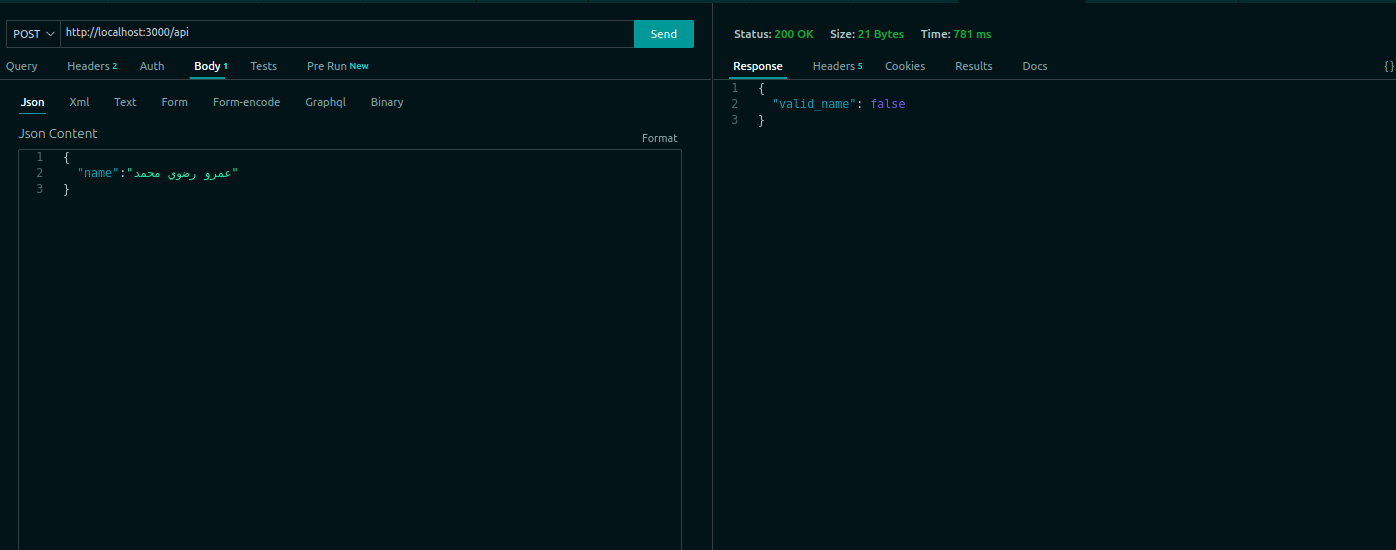 POST http://localhost:3000/api Send
Query Headers 2 Auth Body 1 Tests Pre Run New
Json Xml Text Form Form-encode Graphql Binary
Json Content
Format
1 {
2 "name":"عمرو رضوي محمد"
3 }
Status: 200 OK Size: 21 Bytes Time: 781 ms
Response Headers 5 Cookies Results Docs {}
1 {
2 "valid_name": false
3 }